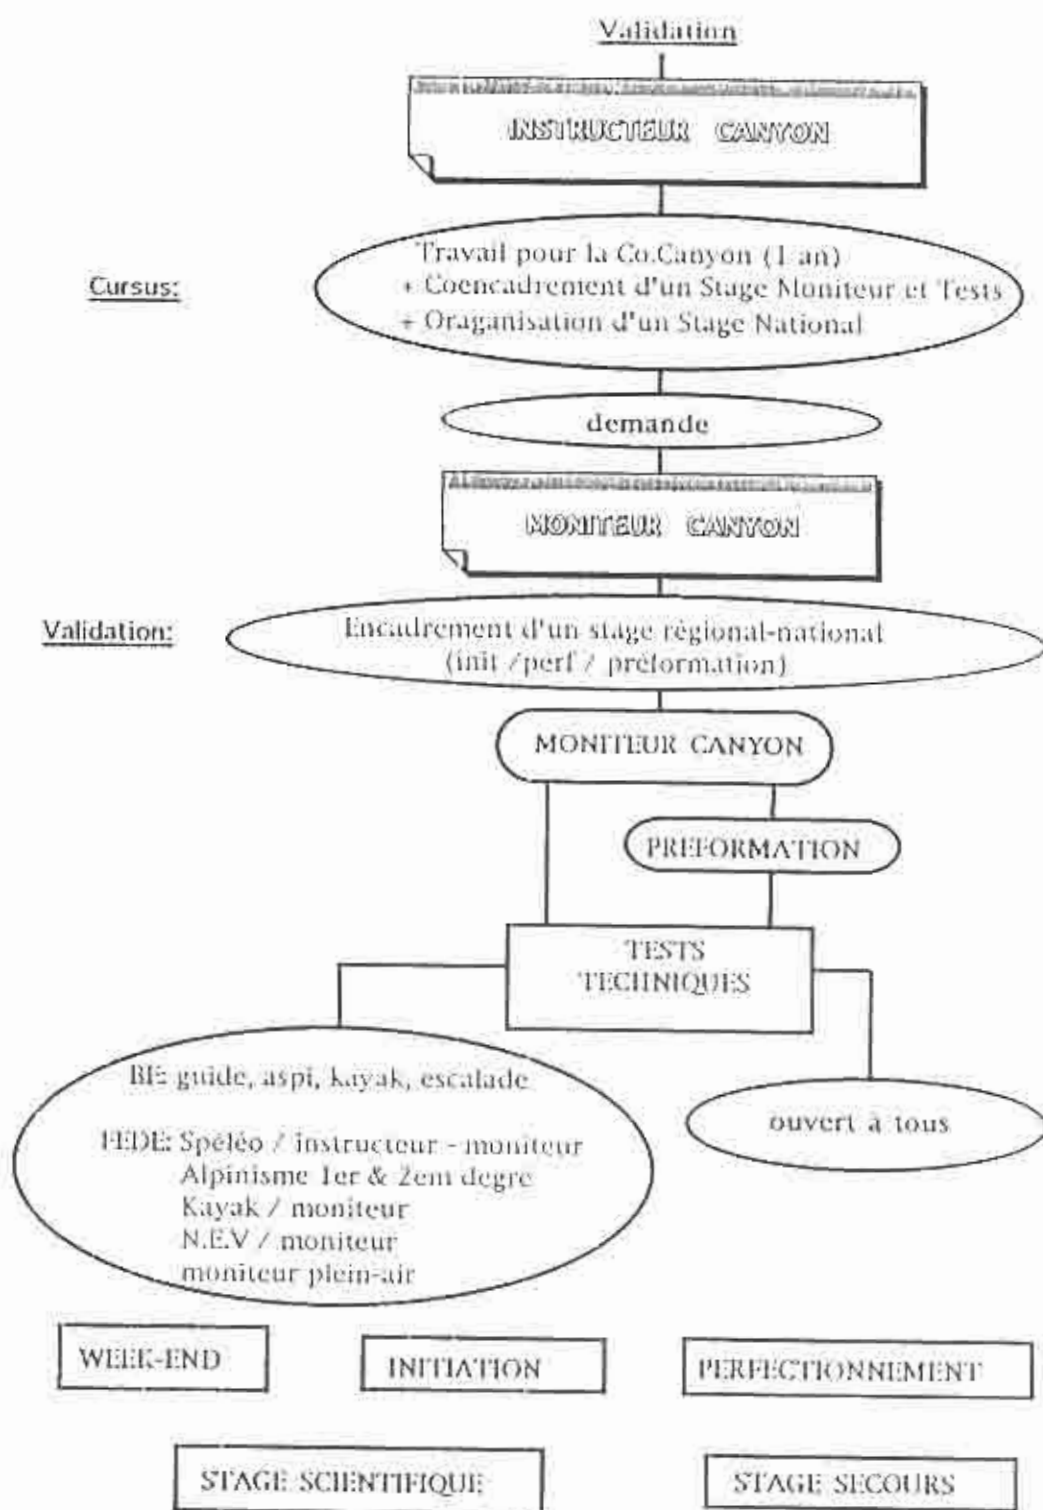 Validation
INSTRUCTEUR CANYON
Cursus:
Travail pour la Co.Canyon (1 an)
+ Coencadrement d'un Stage Moniteur et Tests
+ Oraganisation d'un Stage National
demande
MONITEUR CANYON
Validation:
Encadrement d'un stage régional-national
(init /perf / préformation)
MONITEUR CANYON
PREFORMATION
TESTS
TECHNIQUES
BE: guide, aspi, kayak, escalade
FEDE: Spéléo / instructeur - moniteur
Alpinisme 1er & 2em degre
Kayak / moniteur
N.E.V / moniteur
moniteur plein-air
ouvert à tous
WEEK-END
INITIATION
PERFECTIONNEMENT
STAGE SCIENTIFIQUE
STAGE SECOURS